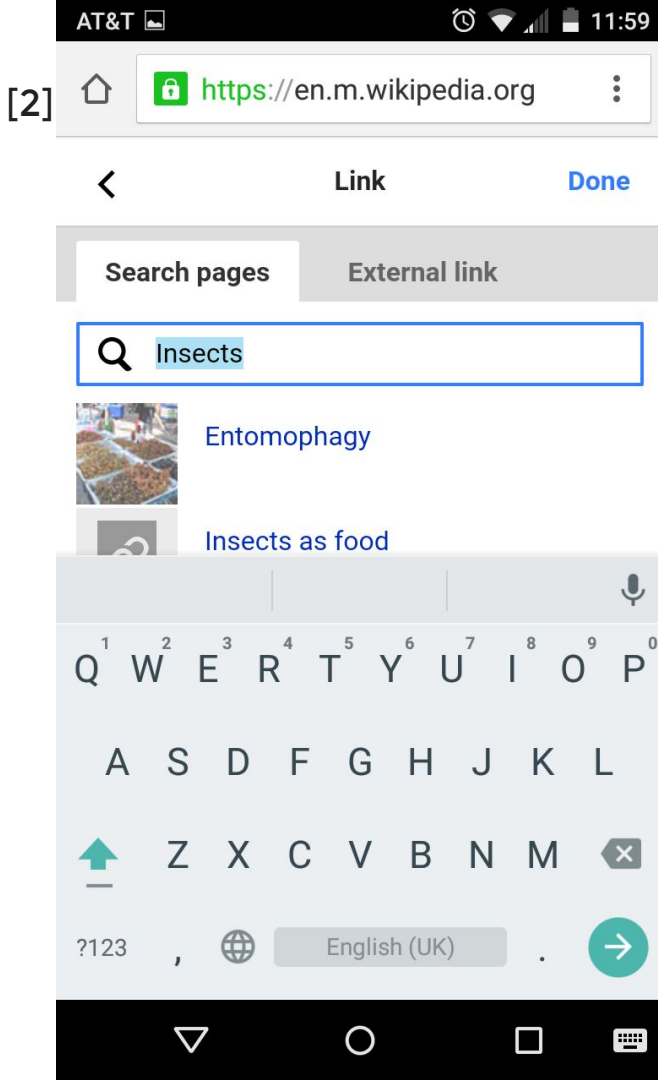 AT&T 11:59
[2]
https://en.m.wikipedia.org
Link Done
Search pages External link
Insects
Entomophagy
Insects as food
1 2 3 4 5 6 7 8 9 0
Q W E R T Y U I O P
A S D F G H J K L
Z X C V B N M
?123 , English (UK) .